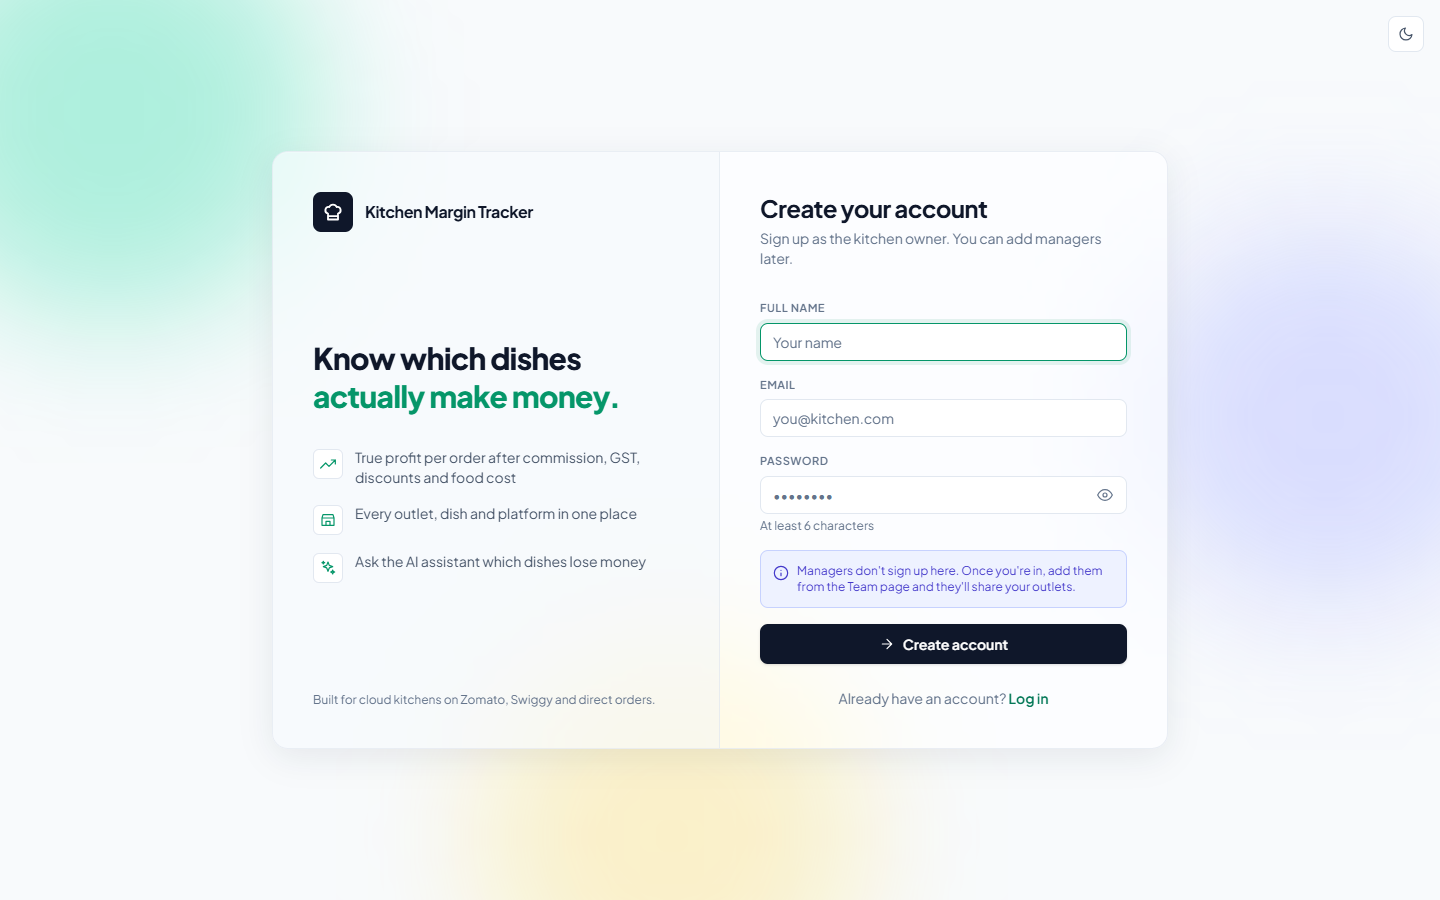 Kitchen Margin Tracker
Know which dishes
actually make money.
True profit per order after commission, GST,
discounts and food cost
Every outlet, dish and platform in one place
Ask the AI assistant which dishes lose money
Built for cloud kitchens on Zomato, Swiggy and direct orders.
Create your account
Sign up as the kitchen owner. You can add managers
later.
FULL NAME
Your name
EMAIL
you@kitchen.com
PASSWORD
••••••••
At least 6 characters
Managers don't sign up here. Once you're in, add them
from the Team page and they'll share your outlets.
Create account
Already have an account? Log in